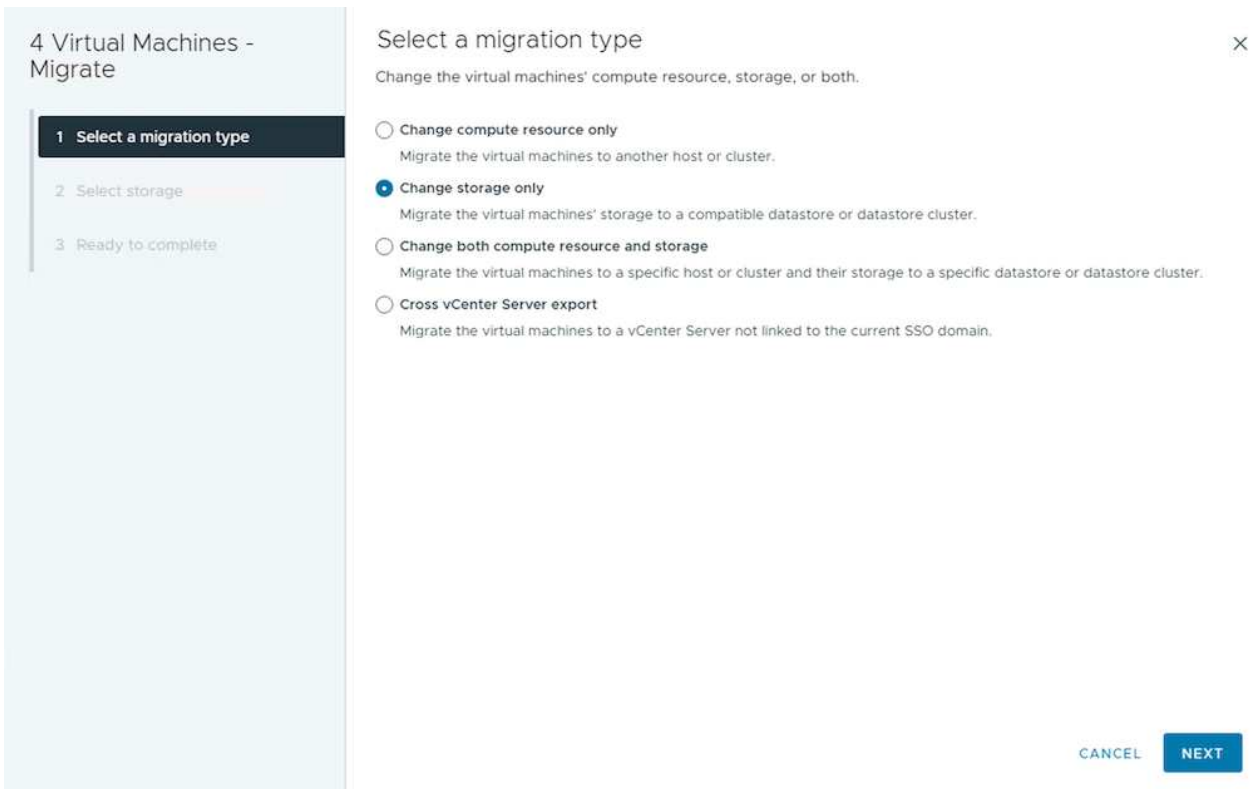 4 Virtual Machines -
Migrate
1 Select a migration type
2 Select storage
3 Ready to complete
Select a migration type
Change the virtual machines' compute resource, storage, or both.
Change compute resource only
Migrate the virtual machines to another host or cluster.
Change storage only
Migrate the virtual machines' storage to a compatible datastore or datastore cluster.
Change both compute resource and storage
Migrate the virtual machines to a specific host or cluster and their storage to a specific datastore or datastore cluster.
Cross vCenter Server export
Migrate the virtual machines to a vCenter Server not linked to the current SSO domain.
CANCEL
NEXT